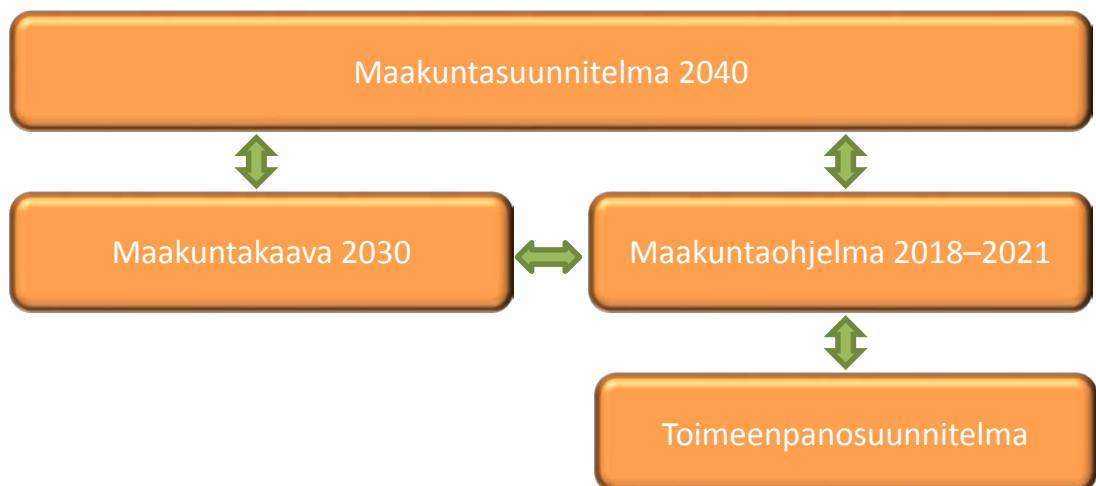 Maakuntasuunnitelma 2040
Maakuntakaava 2030
Maakuntaohjelma 2018–2021
Toimeenpanosuunnitelma